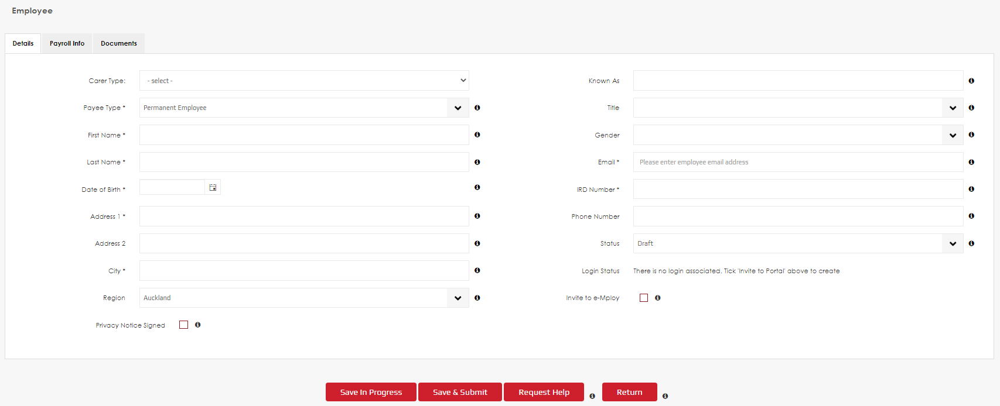 Employee
Details Payroll Info Documents
Carer Type: - select -
Payee Type * Permanent Employee
First Name *
Last Name *
Date of Birth *
Address 1 *
Address 2
City *
Region Auckland
Privacy Notice Signed
Known As
Title
Gender
Email * Please enter employee email address
IRD Number *
Phone Number
Status Draft
Login Status There is no login associated. Tick 'Invite to Portal' above to create
Invite to e-Mploy
Save In Progress Save & Submit Request Help Return